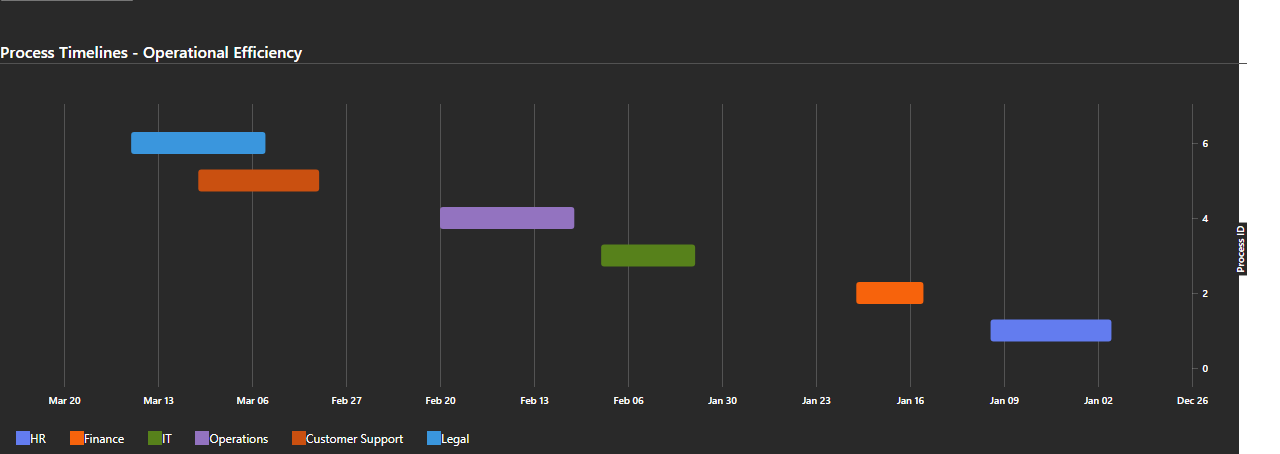 Process Timelines - Operational Efficiency
6
4
2
0
Process ID
Mar 20 Mar 13 Mar 06 Feb 27 Feb 20 Feb 13 Feb 06 Jan 30 Jan 23 Jan 16 Jan 09 Jan 02 Dec 26
HR Finance IT Operations Customer Support Legal